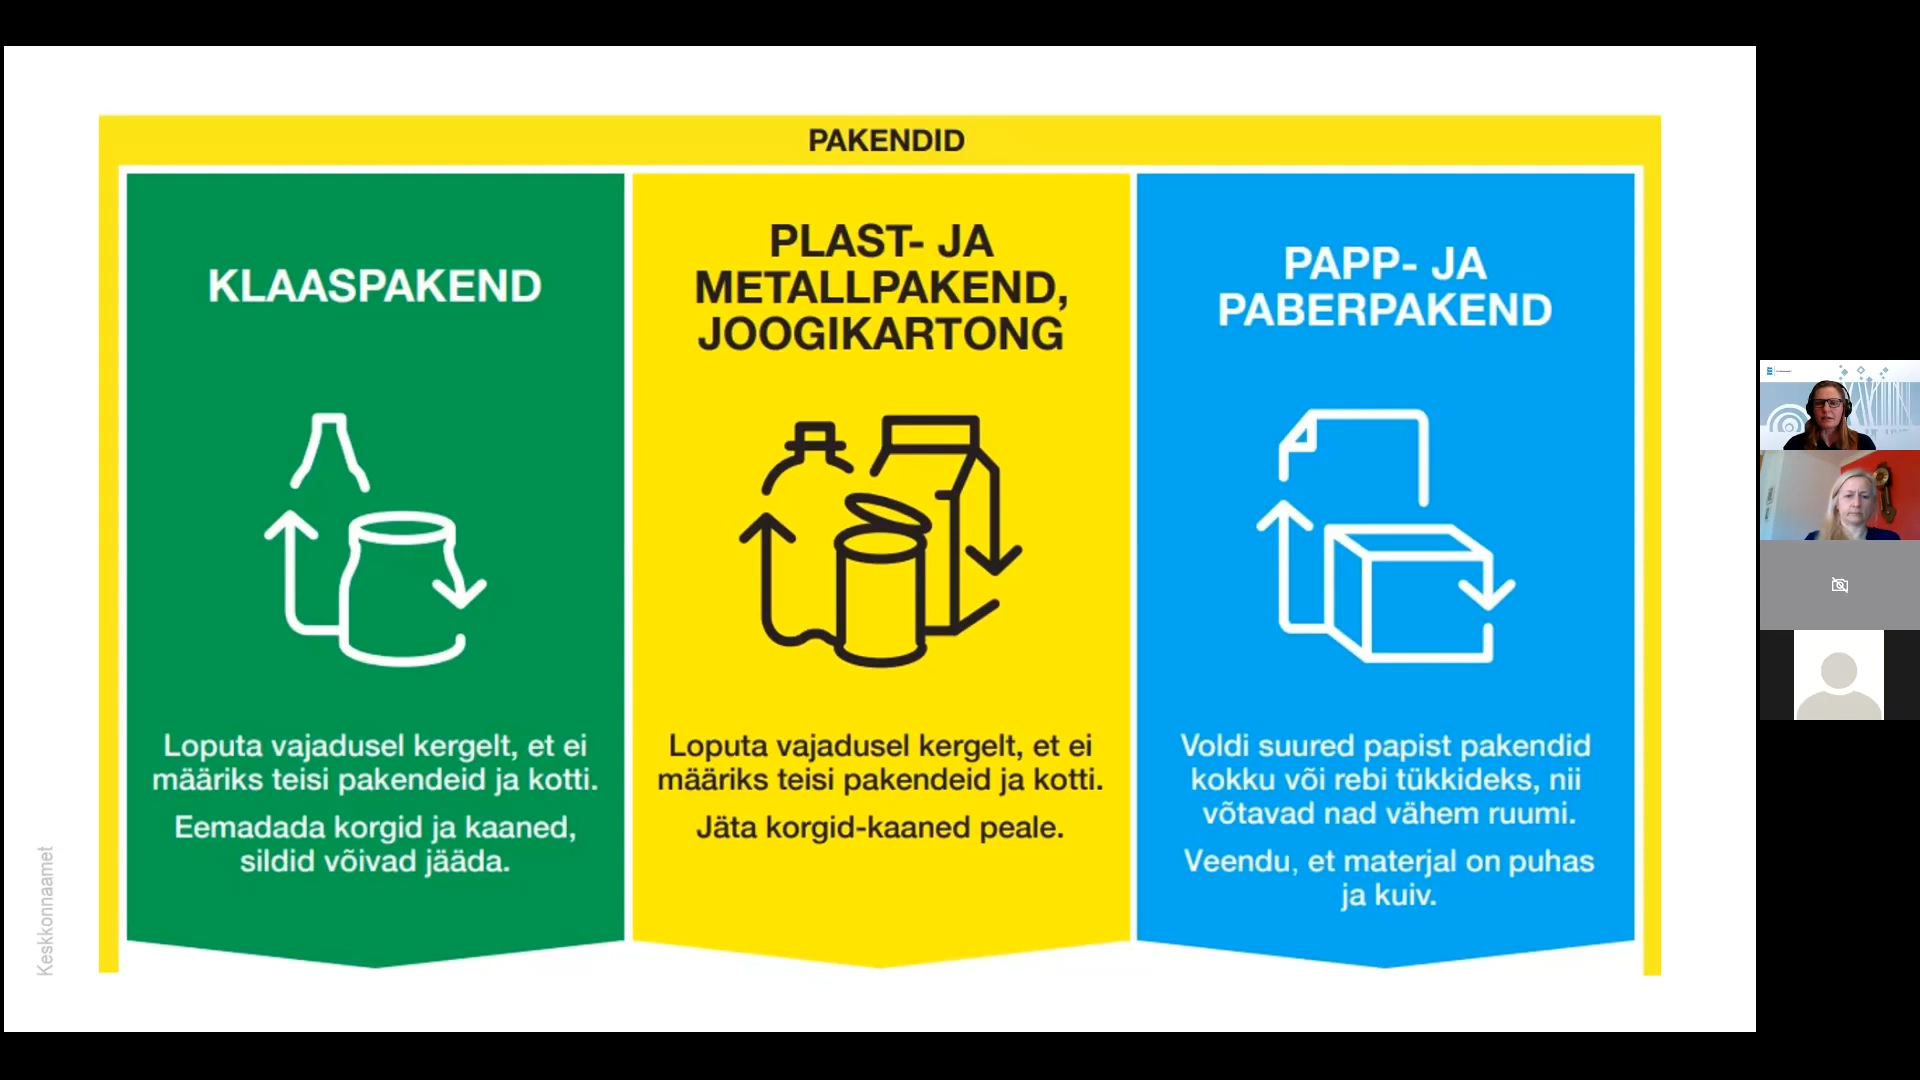 PAKENDID
KLAASPAKEND
Loputa vajadusel kergelt, et ei
määriks teisi pakendeid ja kotti.
Eemadada korgid ja kaaned,
sildid võivad jääda.
PLAST- JA
METALLPAKEND,
JOOGIKARTONG
Loputa vajadusel kergelt, et ei
määriks teisi pakendeid ja kotti.
Jäta korgid-kaaned peale.
PAPP- JA
PABERPAKEND
Voldi suured papist pakendid
kokku või rebi tükkideks, nii
võtavad nad vähem ruumi.
Veendu, et materjal on puhas
ja kuiv.
Keskkonnaamet